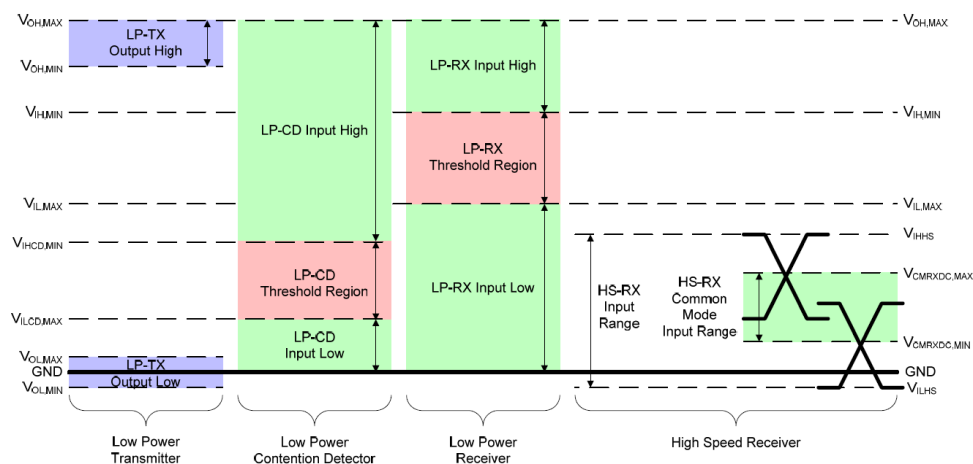 VOH,MAX
LP-TX
Output High
VOH,MIN
VIH,MIN
VIL,MAX
VIHCD,MIN
VILCD,MAX
VOL,MAX
GND
VOL,MIN
LP-TX
Output Low
LP-CD Input High
LP-CD
Threshold Region
LP-CD
Input Low
LP-RX Input High
LP-RX
Threshold Region
LP-RX Input Low
HS-RX
Input
Range
HS-RX
Common
Mode
Input Range
VOH,MAX
VIH,MIN
VIL,MAX
VIHHS
VCMRXDC,MAX
VCMRXDC,MIN
GND
VILHS
Low Power
Transmitter
Low Power
Contention Detector
Low Power
Receiver
High Speed Receiver